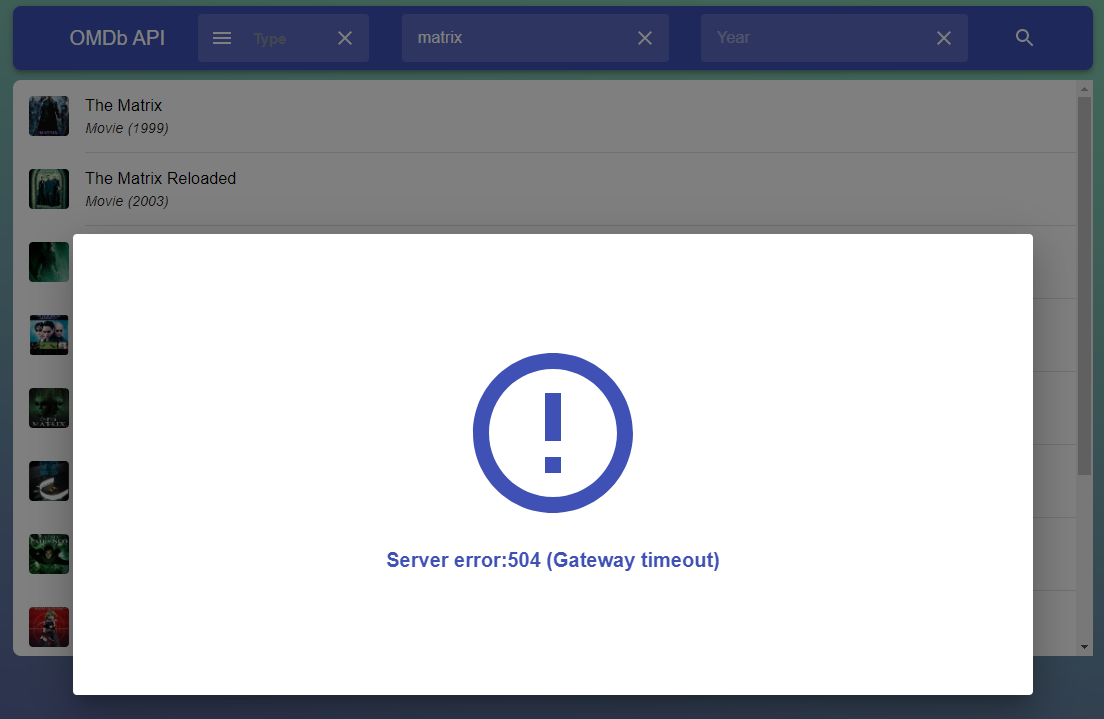 OMDb API
Type
matrix
Year
The Matrix
Movie (1999)
The Matrix Reloaded
Movie (2003)
Server error:504 (Gateway timeout)